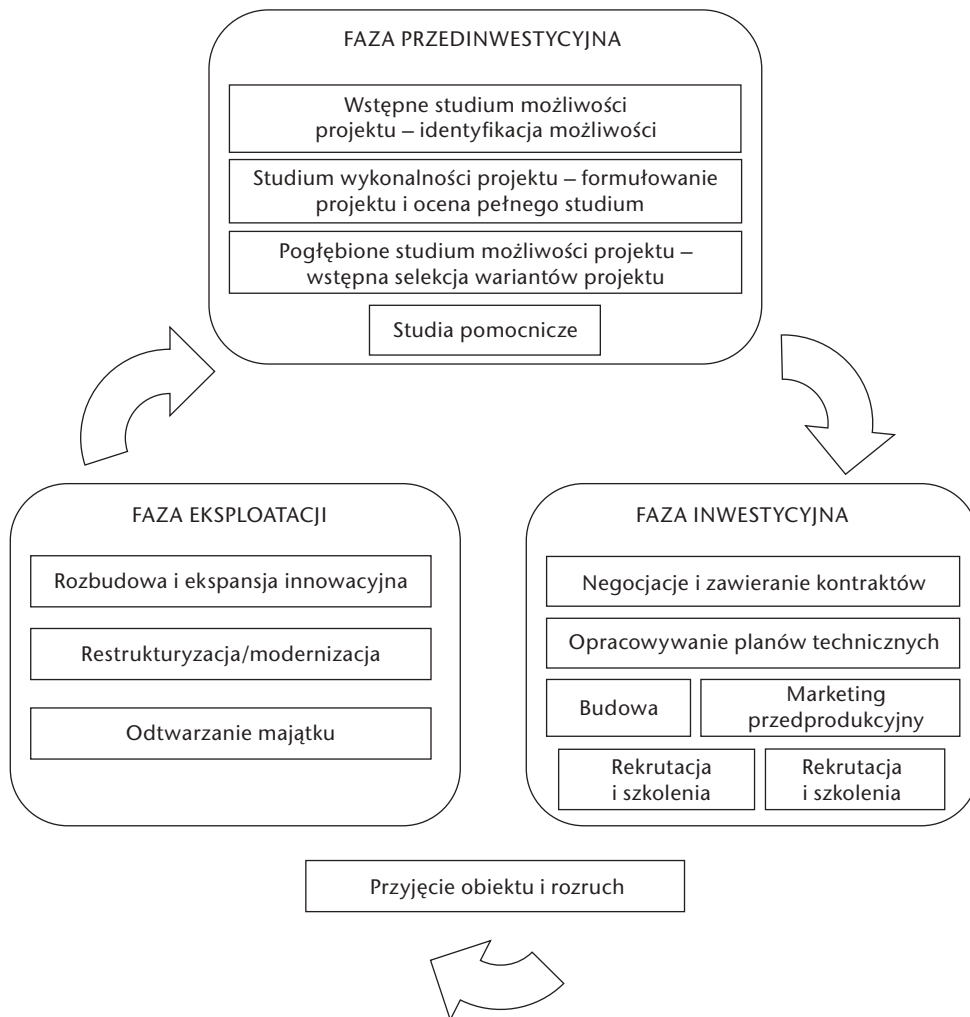 FAZA PRZEDINWESTYCYJNA
Wstępne studium możliwości
projektu – identyfikacja możliwości
Studium wykonalności projektu – formułowanie
projektu i ocena pełnego studium
Pogłębione studium możliwości projektu –
wstępna selekcja wariantów projektu
Studia pomocnicze
FAZA EKSPLOATACJI
Rozbudowa i ekspansja innowacyjna
Restrukturyzacja/modernizacja
Odtwarzanie majątku
FAZA INWESTYCYJNA
Negocjacje i zawieranie kontraktów
Opracowywanie planów technicznych
Budowa
Marketing
przedprodukcyjny
Rekrutacja
i szkolenia
Rekrutacja
i szkolenia
Przyjęcie obiektu i rozruch